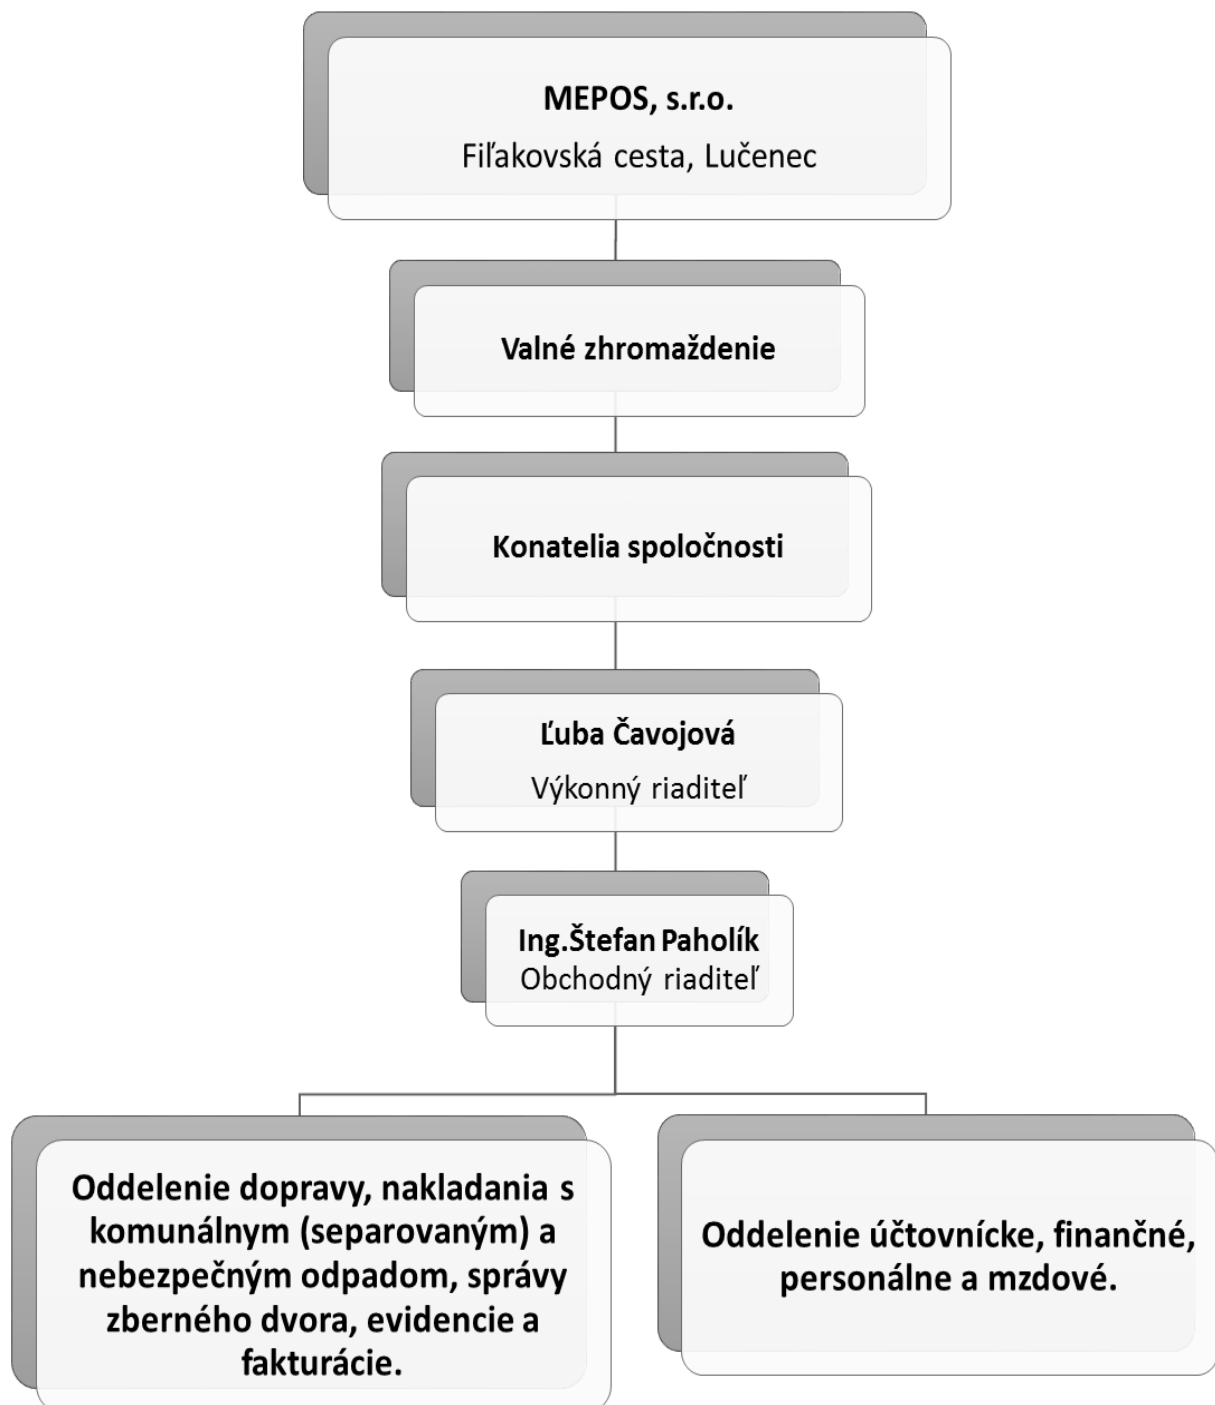 MEPOS, s.r.o.
Fiľakovská cesta, Lučenec
Valné zhromaždenie
Konatelia spoločnosti
Ľuba Čavojová
Výkonný riaditeľ
Ing.Štefan Paholík
Obchodný riaditeľ
Oddelenie dopravy, nakladania s
komunálnym (separovaným) a
nebezpečným odpadom, správy
zberného dvora, evidencie a
fakturácie.
Oddelenie účtovnícke, finančné,
personálne a mzdové.